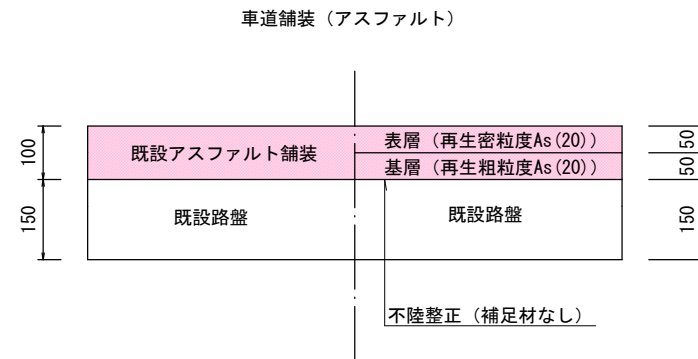 車道舗装（アスファルト）
100
既設アスファルト舗装
表層（再生密粒度As(20)）
50
基層（再生粗粒度As(20)）
50
150
既設路盤
既設路盤
150
不陸整正（補足材なし）